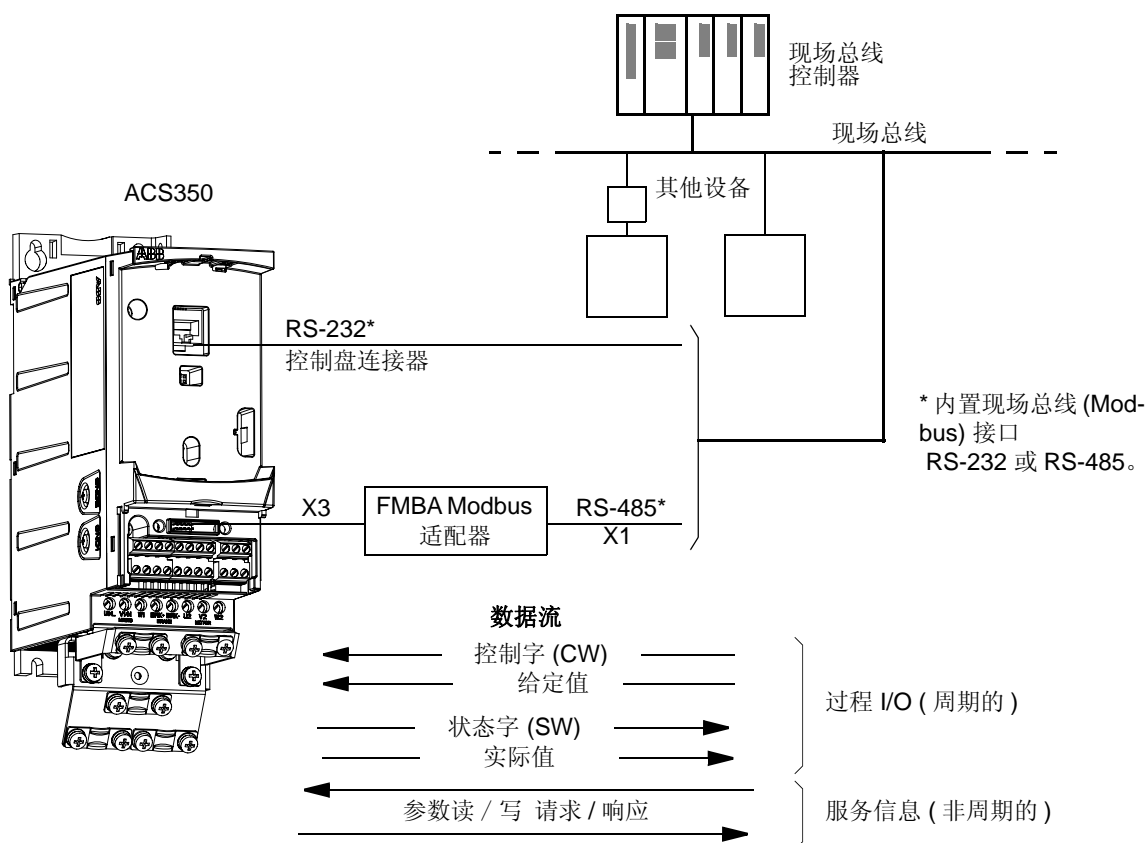 现场总线
控制器
现场总线
其他设备
ACS350
ABB
RS-232*
控制盘连接器
* 内置现场总线 (Mod-
bus) 接口
RS-232 或 RS-485。
X3
FMBA Modbus
适配器
RS-485*
X1
数据流
控制字 (CW)
给定值
状态字 (SW)
实际值
过程 I/O ( 周期的 )
参数读 / 写 请求 / 响应
服务信息 ( 非周期的 )